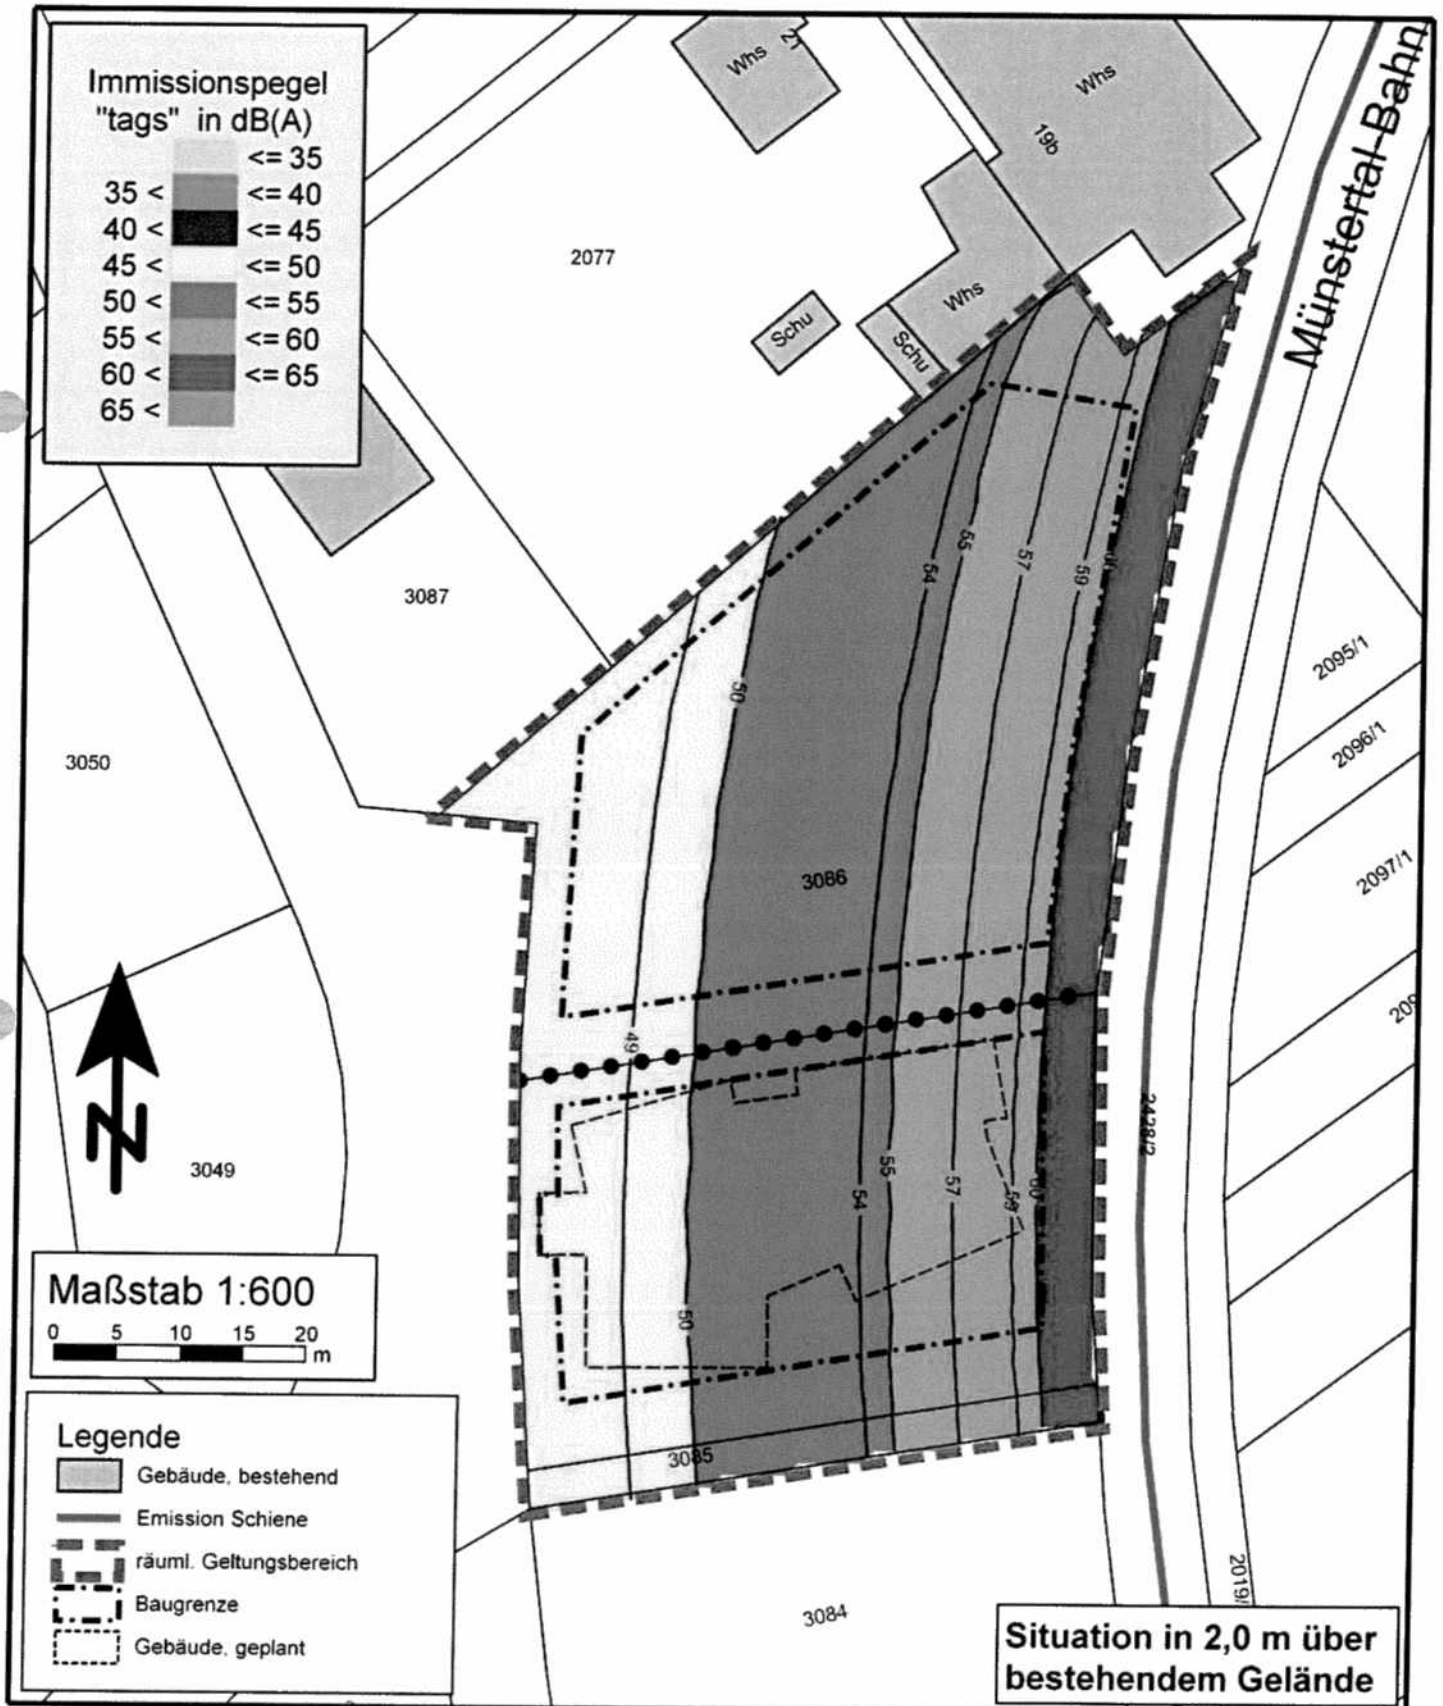 Immissionspegel
"tags" in dB(A)
<= 35
35 < <= 40
40 < <= 45
45 < <= 50
50 < <= 55
55 < <= 60
60 < <= 65
65 <
Whs
Whs
19b
Münstertal-Bahn
2077
Whs
Schu
Schu
54
55
57
59
3087
50
2095/1
3050
2096/1
3086
2097/1
49
2428/2
3049
54
55
57
59
60
Maßstab 1:600
0 5 10 15 20
m
50
Legende
Gebäude, bestehend
Emission Schiene
räuml. Geltungsbereich
Baugrenze
Gebäude, geplant
3085
3084
2019/
Situation in 2,0 m über
bestehendem Gelände
N